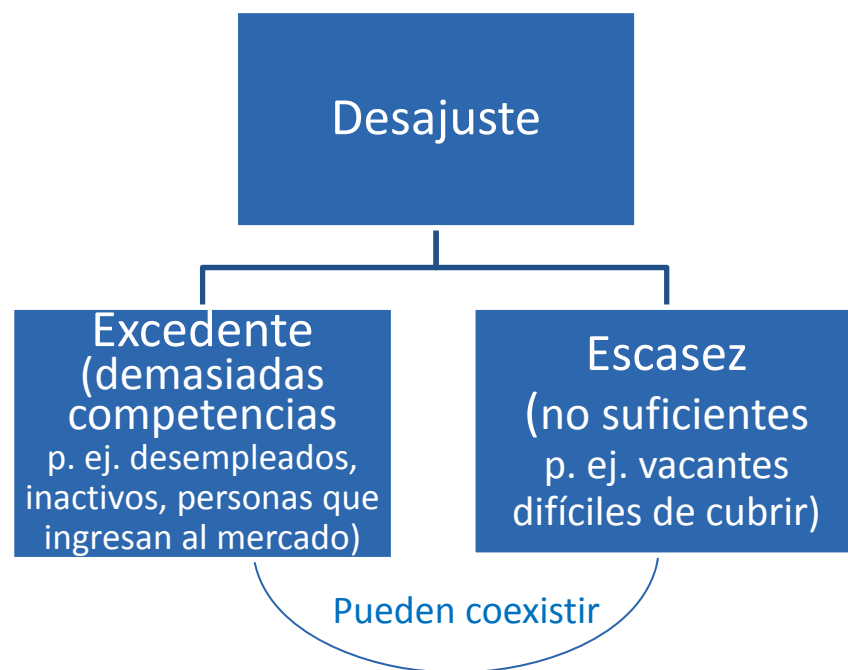 Desajuste
Excedente
(demasiadas
competencias
p. ej. desempleados,
inactivos, personas que
ingresan al mercado)
Escasez
(no suficientes
p. ej. vacantes
difíciles de cubrir)
Pueden coexistir